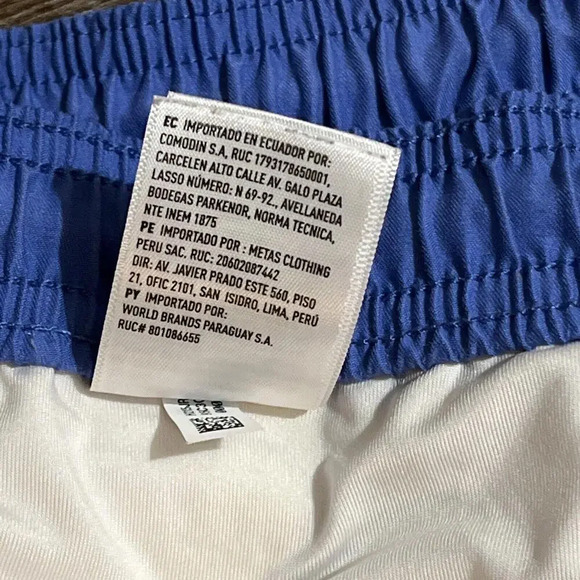 EC IMPORTADO EN ECUADOR POR:
COMODIN S.A, RUC 1793178650001,
CARCELEN ALTO CALLE AV. GALO PLAZA
LASSO NÚMERO: N 69-92., AVELLANEDA
BODEGAS PARKENOR, NORMA TECNICA,
NTE INEM 1875
PE IMPORTADO POR : METAS CLOTHING
PERU SAC. RUC: 20602087442
DIR: AV. JAVIER PRADO ESTE 560, PISO
21, OFIC 2101, SAN ISIDRO, LIMA, PERÚ
PY IMPORTADO POR:
WORLD BRANDS PARAGUAY S.A.
RUC# 801086655